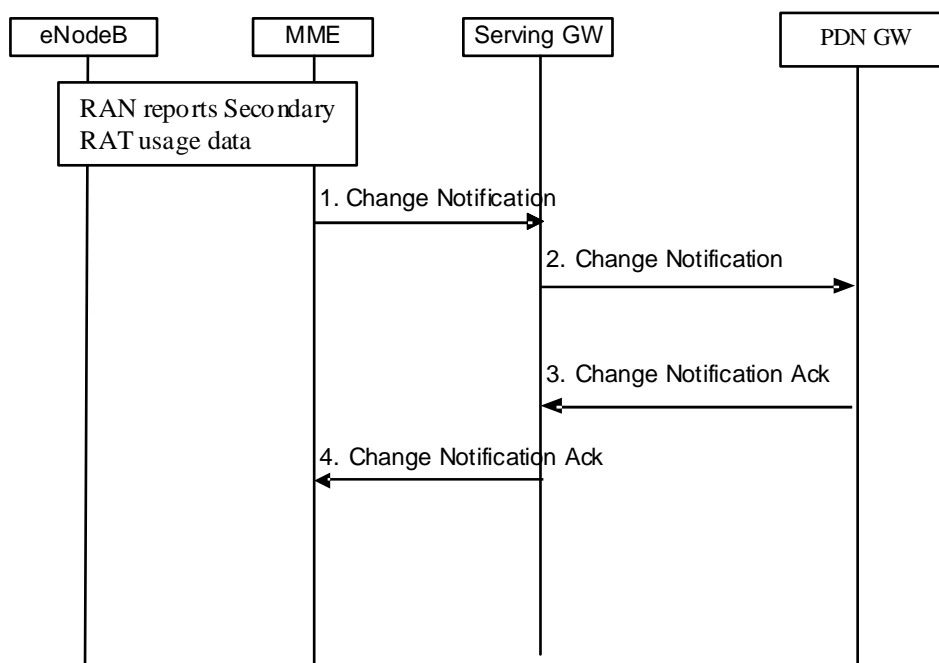 eNodeB
MME
Serving GW
PDN GW
RAN reports Secondary
RAT usage data
1. Change Notification
2. Change Notification
3. Change Notification Ack
4. Change Notification Ack